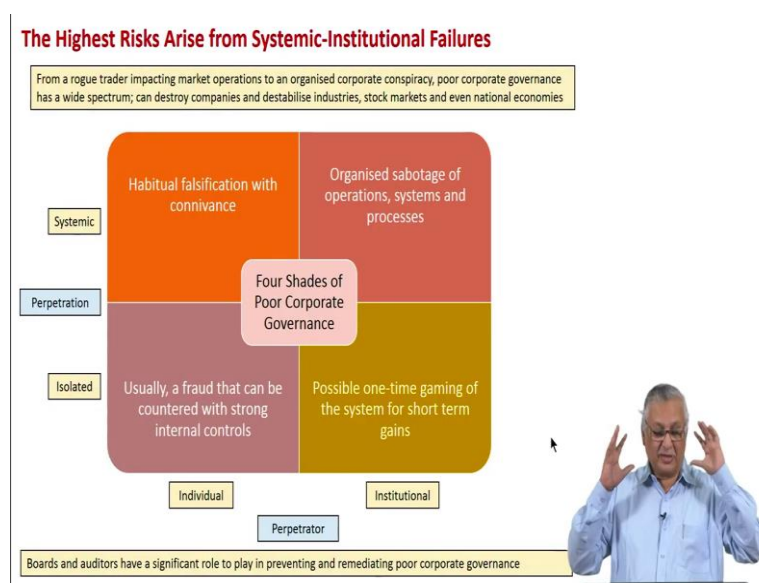 The Highest Risks Arise from Systemic-Institutional Failures
From a rogue trader impacting market operations to an organised corporate conspiracy, poor corporate governance
has a wide spectrum; can destroy companies and destabilise industries, stock markets and even national economies
Habitual falsification with
connivance
Organised sabotage of
operations, systems and
processes
Systemic
Four Shades of
Poor Corporate
Governance
Perpetration
Isolated
Usually, a fraud that can be
countered with strong
internal controls
Possible one-time gaming of
the system for short term
gains
Individual
Institutional
Perpetrator
Boards and auditors have a significant role to play in preventing and remediating poor corporate governance